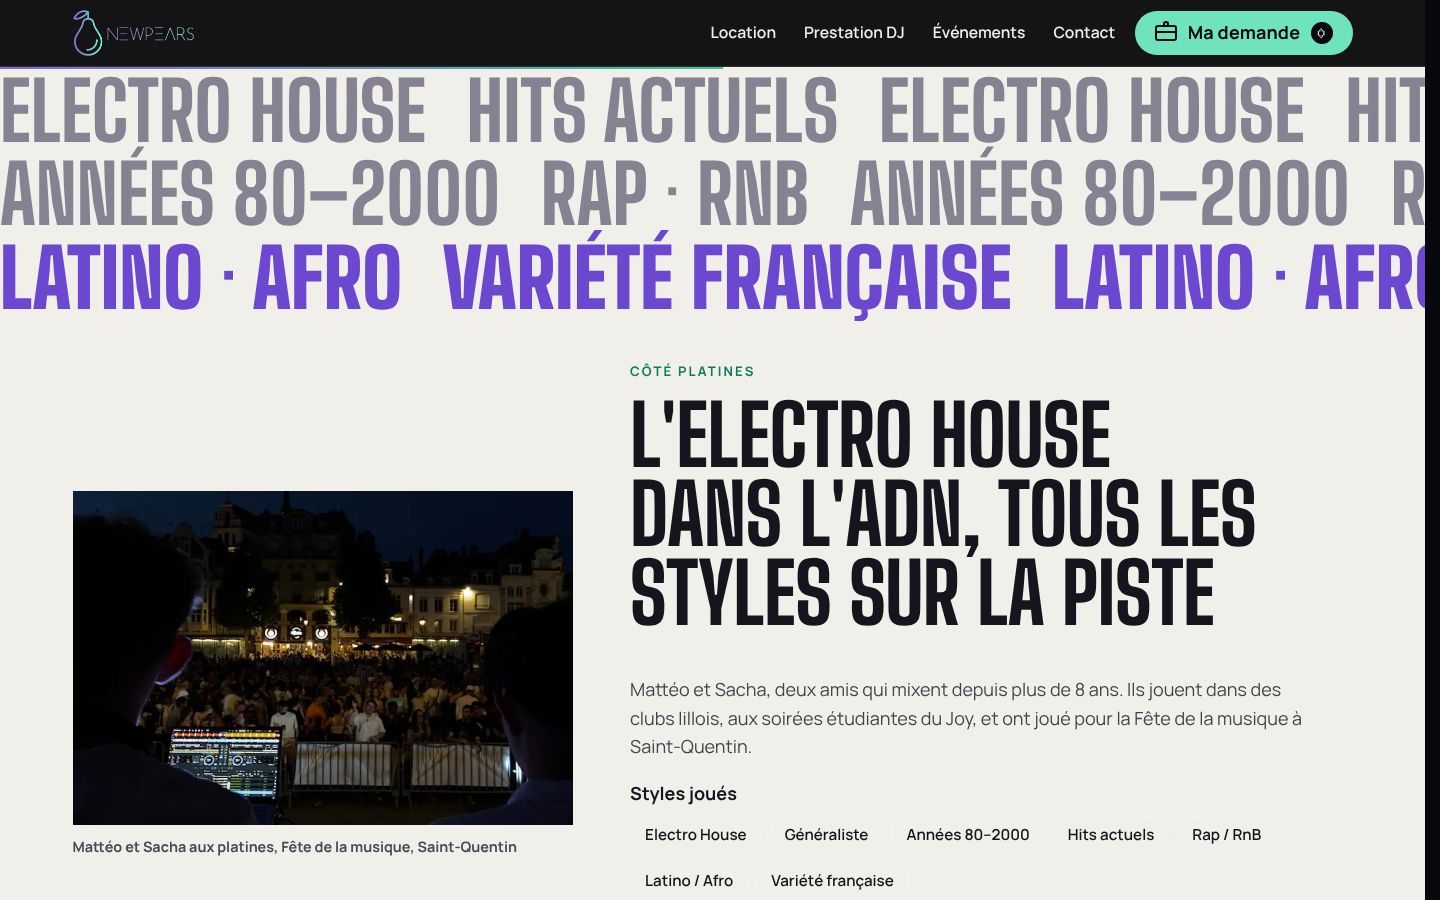 NEWPEARS
Location Prestation DJ Événements Contact Ma demande 0
ELECTRO HOUSE HITS ACTUELS ELECTRO HOUSE HIT
ANNÉES 80–2000 RAP · RNB ANNÉES 80–2000 R
LATINO · AFRO VARIÉTÉ FRANÇAISE LATINO · AFRO
CÔTÉ PLATINES
L'ELECTRO HOUSE
DANS L'ADN, TOUS LES
STYLES SUR LA PISTE
Mattéo et Sacha, deux amis qui mixent depuis plus de 8 ans. Ils jouent dans des
clubs lillois, aux soirées étudiantes du Joy, et ont joué pour la Fête de la musique à
Saint-Quentin.
Styles joués
Electro House Généraliste Années 80–2000 Hits actuels Rap / RnB
Latino / Afro Variété française
Mattéo et Sacha aux platines, Fête de la musique, Saint-Quentin